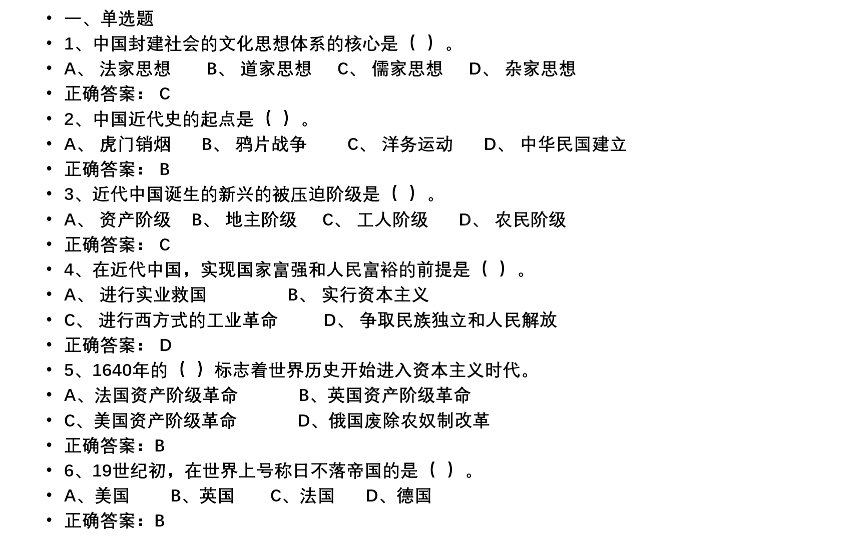 • 一、单选题
• 1、中国封建社会的文化思想体系的核心是（ ）。
• A、 法家思想 B、 道家思想 C、 儒家思想 D、 杂家思想
• 正确答案： C
• 2、中国近代史的起点是（ ）。
• A、 虎门销烟 B、 鸦片战争 C、 洋务运动 D、 中华民国建立
• 正确答案： B
• 3、近代中国诞生的新兴的被压迫阶级是（ ）。
• A、 资产阶级 B、 地主阶级 C、 工人阶级 D、 农民阶级
• 正确答案： C
• 4、在近代中国，实现国家富强和人民富裕的前提是（ ）。
• A、 进行实业救国 B、 实行资本主义
• C、 进行西方式的工业革命 D、 争取民族独立和人民解放
• 正确答案： D
• 5、1640年的（ ）标志着世界历史开始进入资本主义时代。
• A、法国资产阶级革命 B、英国资产阶级革命
• C、美国资产阶级革命 D、俄国废除农奴制改革
• 正确答案：B
• 6、19世纪初，在世界上号称日不落帝国的是（ ）。
• A、美国 B、英国 C、法国 D、德国
• 正确答案：B